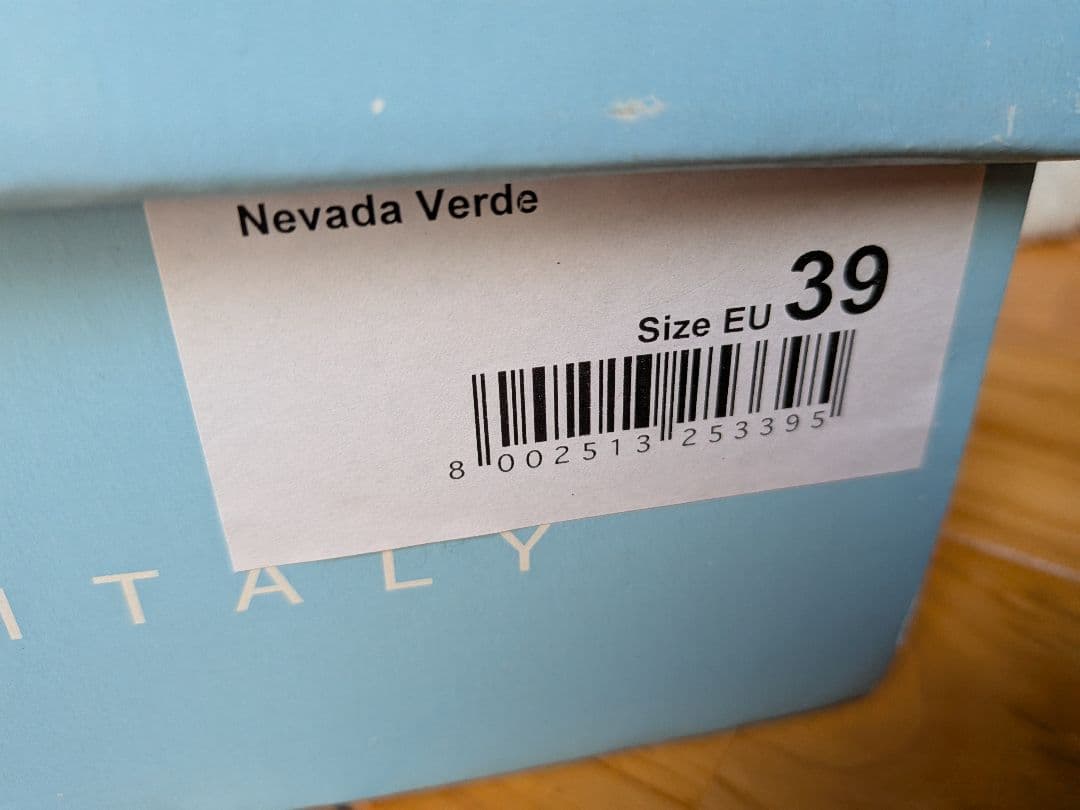 Nevada Verde
Size EU 39
8 002513 253395
ITALY